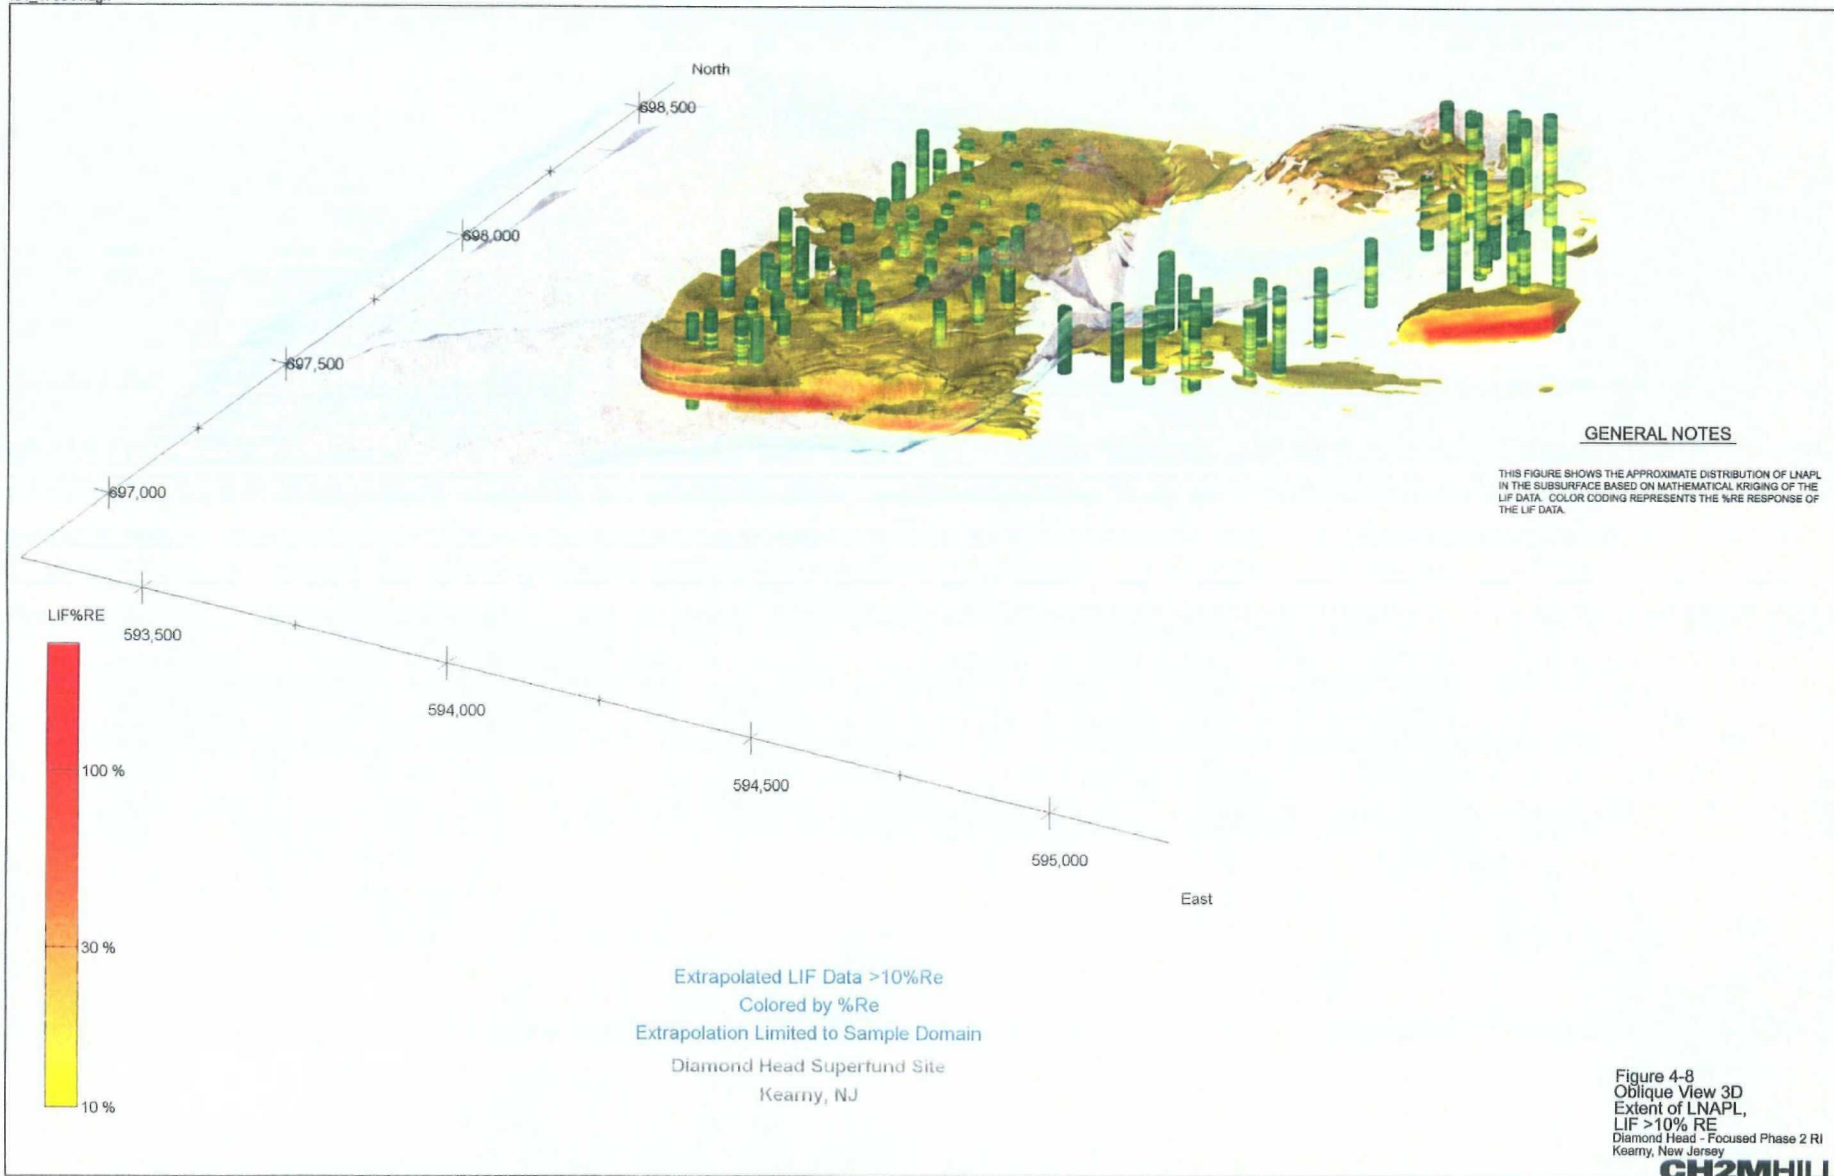 North
698,500
698,000
697,500
697,000
593,500
594,000
594,500
595,000
East
GENERAL NOTES
THIS FIGURE SHOWS THE APPROXIMATE DISTRIBUTION OF LNAPL
IN THE SUBSURFACE BASED ON MATHEMATICAL KRIGING OF THE
LIF DATA. COLOR CODING REPRESENTS THE %RE RESPONSE OF
THE LIF DATA.
LIF%RE
100 %
30 %
10 %
Extrapolated LIF Data >10%Re
Colored by %Re
Extrapolation Limited to Sample Domain
Diamond Head Superfund Site
Kearny, NJ
Figure 4-8
Oblique View 3D
Extent of LNAPL,
LIF >10% RE
Diamond Head - Focused Phase 2 RI
Kearny, New Jersey
CH2MHILL